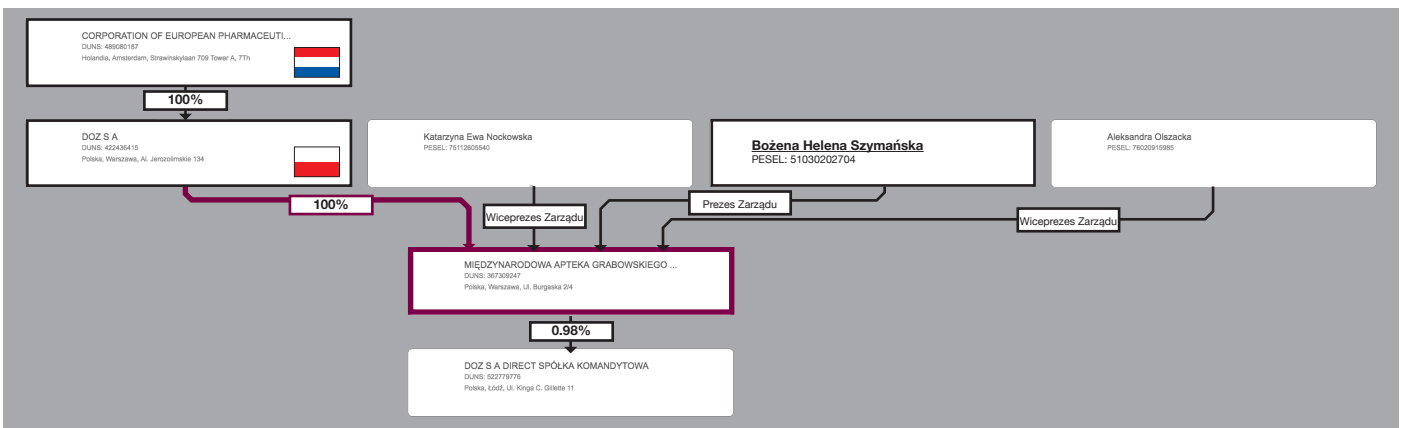 CORPORATION OF EUROPEAN PHARMACEUTI...
DUNS: 489080187
Holandia, Amsterdam, Strawinskylaan 709 Tower A, 7Th
100%
DOZ S A
DUNS: 422436415
Polska, Warszawa, Al. Jerozolimskie 134
Katarzyna Ewa Nockowska
PESEL: 75112605540
Bożena Helena Szymańska
PESEL: 51030202704
Aleksandra Olszacka
PESEL: 76020915985
100%
Wiceprezes Zarządu
Prezes Zarządu
Wiceprezes Zarządu
MIĘDZYNARODOWA APTEKA GRABOWSKIEGO ...
DUNS: 367309247
Polska, Warszawa, Ul. Burgaska 2/4
0.98%
DOZ S A DIRECT SPÓŁKA KOMANDYTOWA
DUNS: 522779776
Polska, Łódź, Ul. Kinga C. Gillette 11